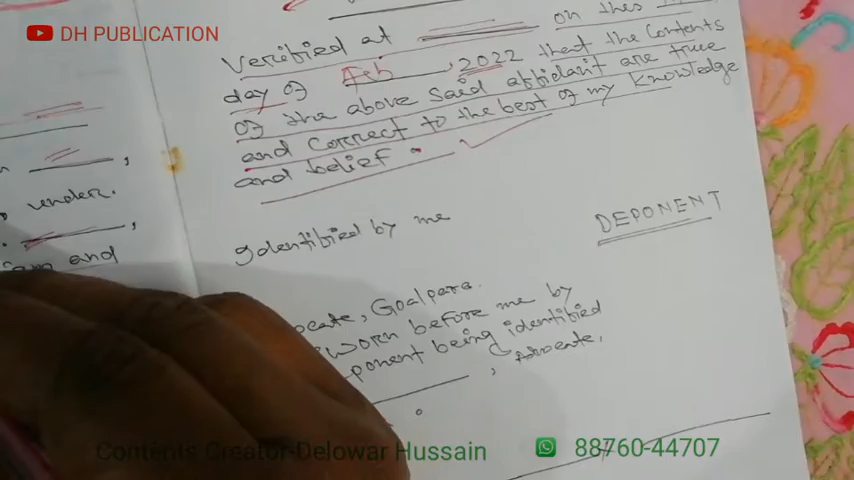 DH PUBLICATION
Verified at on this
day of Feb, 2022 that the contents
of the above said affidavit are true
and correct to the best of my knowledge
and belief.
,
under.
,
and
Identified by me
DEPONENT
ocate, Goalpara.
worn before me by
ponent being identified
, Advocate.
Contents Creator-Delowar Hussain
88760-44707